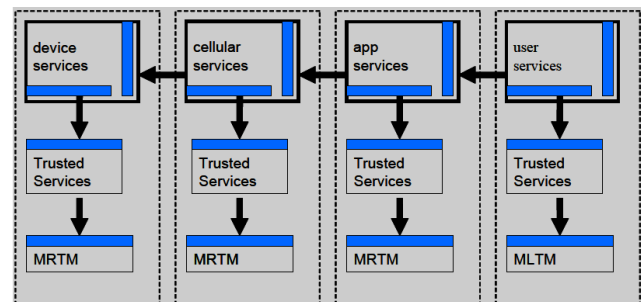 device
services
cellular services
app
services
user
services
Trusted
Services
Trusted
Services
Trusted
Services
Trusted
Services
MRTM
MRTM
MRTM
MLTM